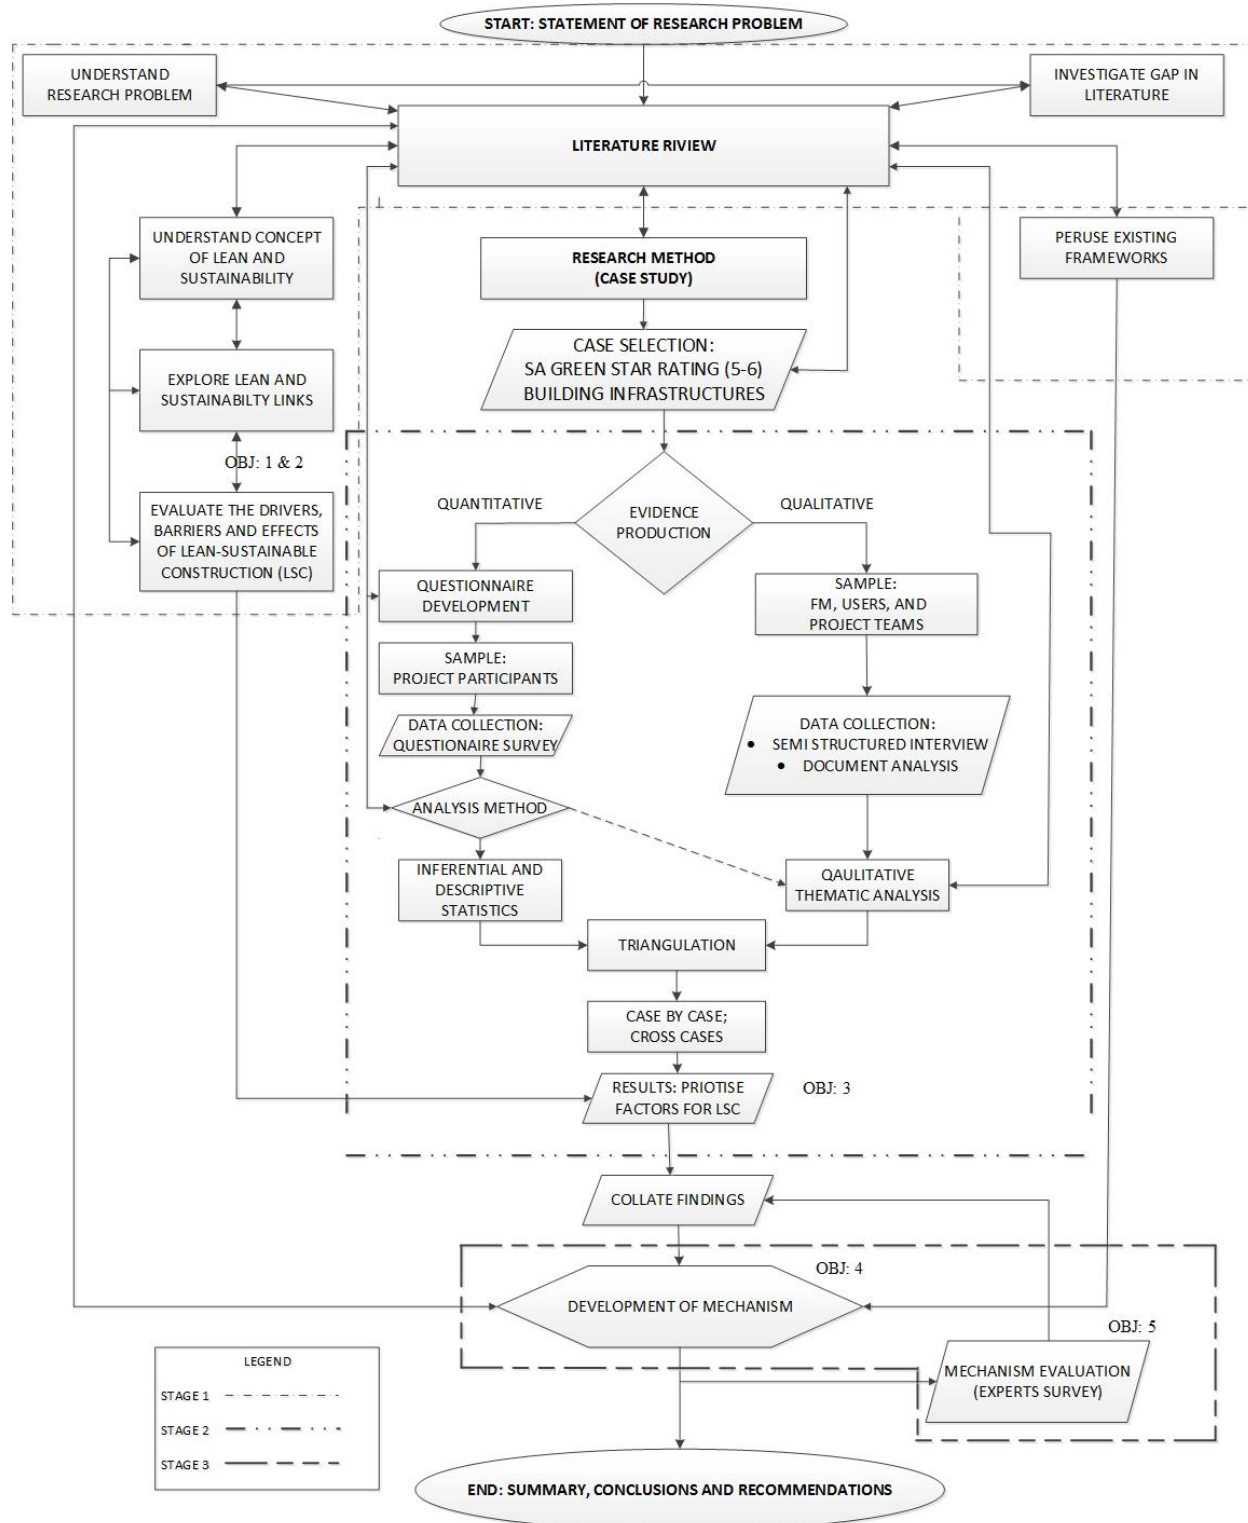 START: STATEMENT OF RESEARCH PROBLEM
UNDERSTAND
RESEARCH PROBLEM
INVESTIGATE GAP IN
LITERATURE
LITERATURE RIVIEW
UNDERSTAND CONCEPT
OF LEAN AND
SUSTAINABILITY
RESEARCH METHOD
(CASE STUDY)
PERUSE EXISTING
FRAMEWORKS
CASE SELECTION:
SA GREEN STAR RATING (5-6)
BUILDING INFRASTRUCTURES
EXPLORE LEAN AND
SUSTAINABILTY LINKS
OBJ: 1 & 2
EVALUATE THE DRIVERS,
BARRIERS AND EFFECTS
OF LEAN-SUSTAINABLE
CONSTRUCTION (LSC)
QUANTITATIVE
EVIDENCE
PRODUCTION
QUALITATIVE
QUESTIONNAIRE
DEVELOPMENT
SAMPLE:
FM, USERS, AND
PROJECT TEAMS
SAMPLE:
PROJECT PARTICIPANTS
DATA COLLECTION:
QUESTIONAIRE SURVEY
DATA COLLECTION:
• SEMI STRUCTURED INTERVIEW
• DOCUMENT ANALYSIS
ANALYSIS METHOD
INFERENTIAL AND
DESCRIPTIVE
STATISTICS
QAULITATIVE
THEMATIC ANALYSIS
TRIANGULATION
CASE BY CASE;
CROSS CASES
RESULTS: PRIOTISE
FACTORS FOR LSC
OBJ: 3
COLLATE FINDINGS
OBJ: 4
DEVELOPMENT OF MECHANISM
OBJ: 5
MECHANISM EVALUATION
(EXPERTS SURVEY)
LEGEND
STAGE 1
STAGE 2
STAGE 3
END: SUMMARY, CONCLUSIONS AND RECOMMENDATIONS